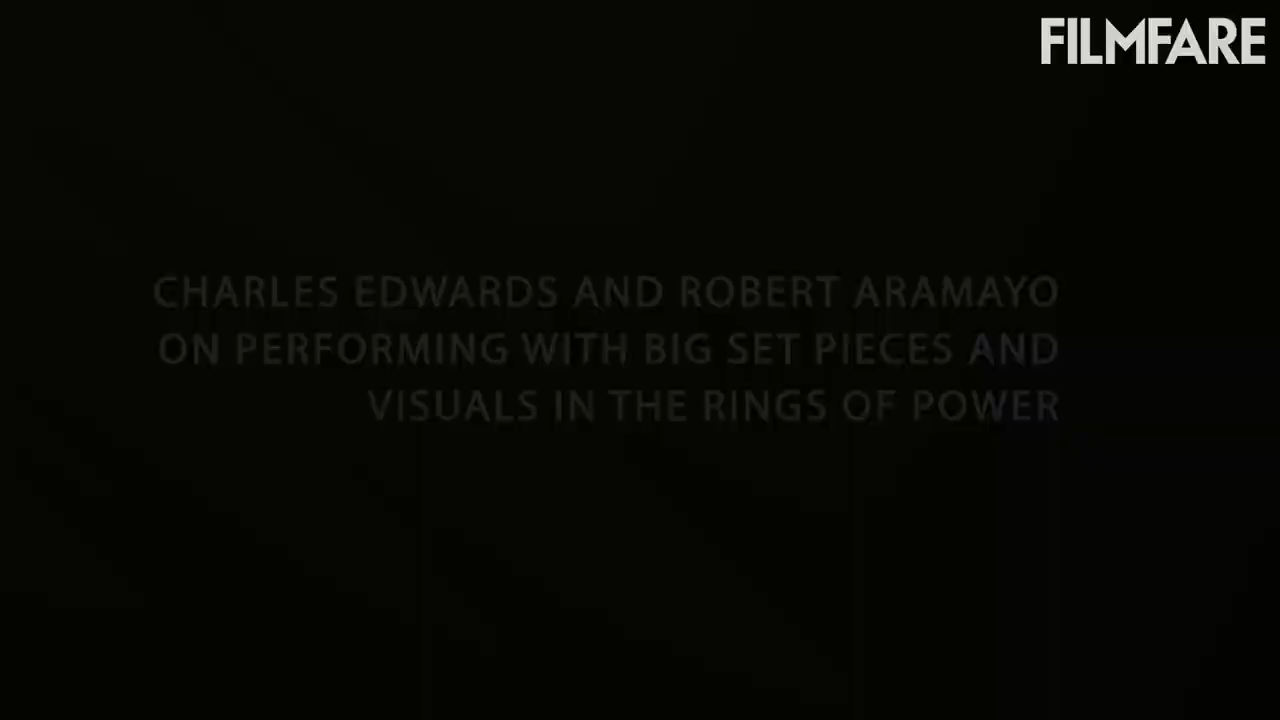 FILMFARE
CHARLES EDWARDS AND ROBERT ARAMAYO
ON PERFORMING WITH BIG SET PIECES AND
VISUALS IN THE RINGS OF POWER